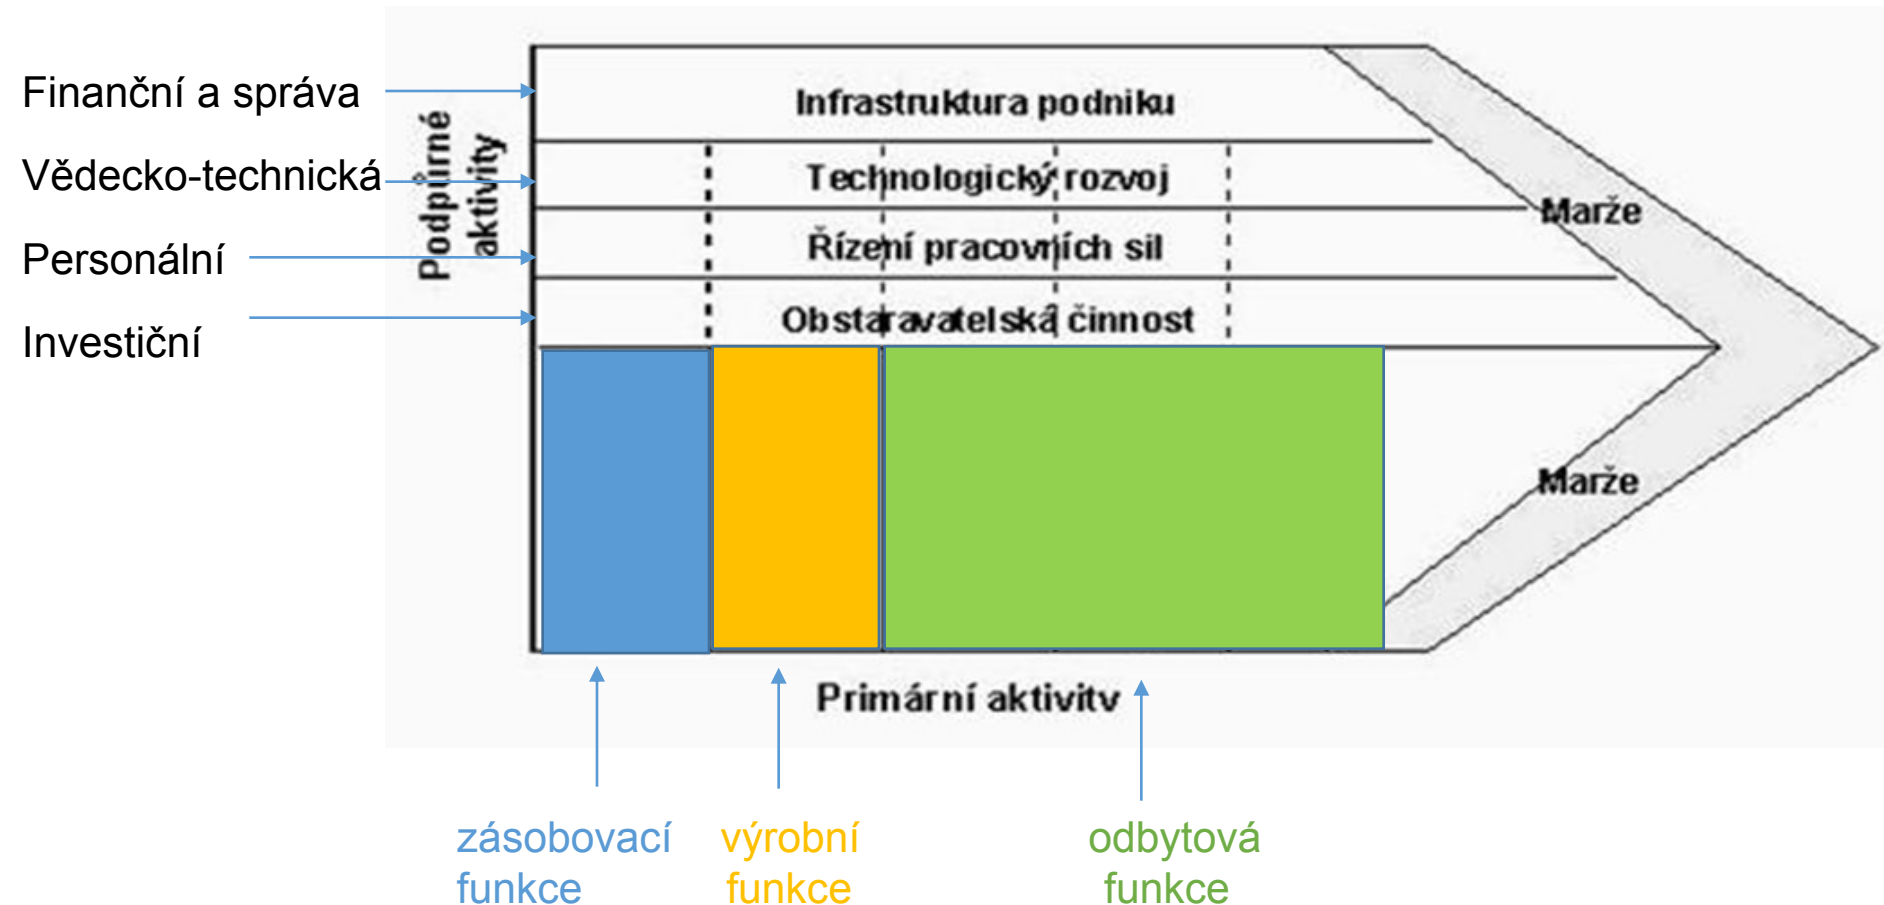 Finanční a správa
Vědecko-technická
Personální
Investiční
Podpůrné
aktivity
Infrastruktura podniku
Technologický rozvoj
Řízení pracovních sil
Obstaravatelská činnost
Marže
Marže
Primární aktivity
zásobovací
funkce
výrobní
funkce
odbytová
funkce